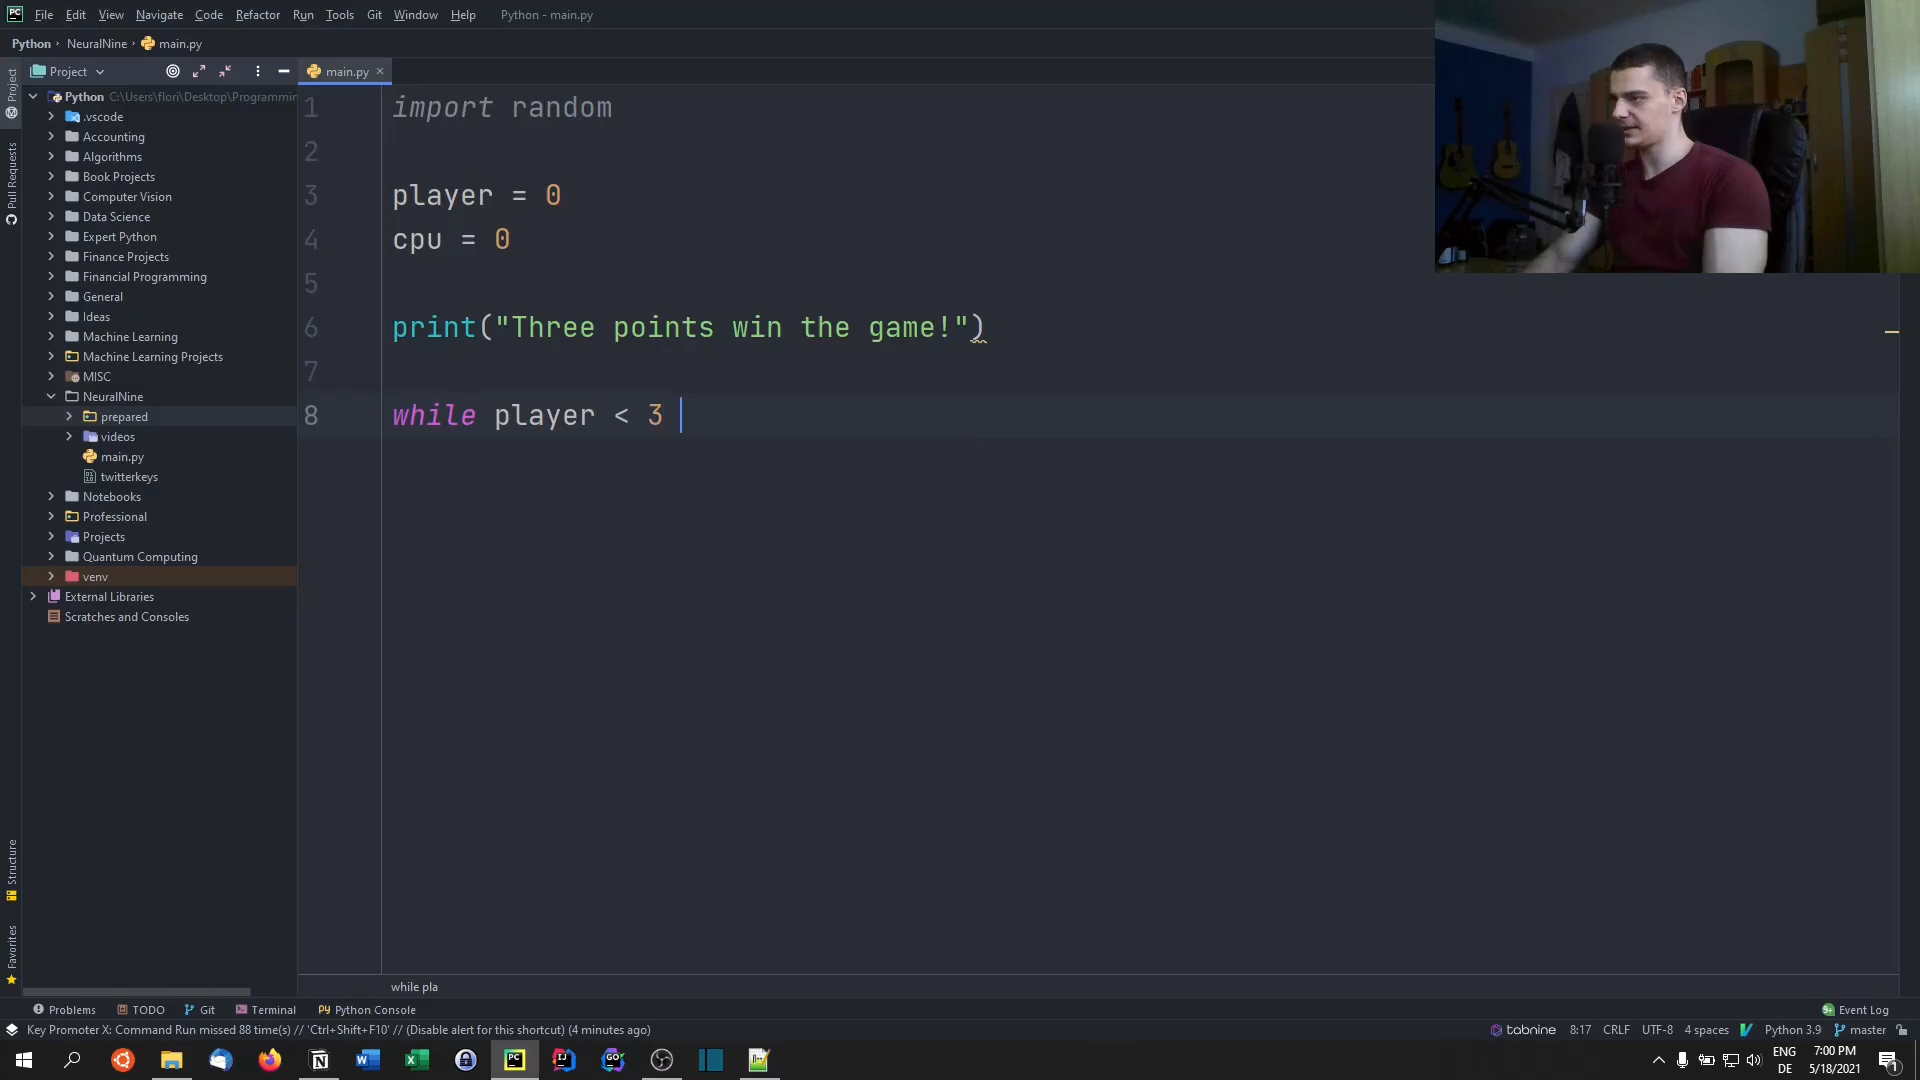 PC File Edit View Navigate Code Refactor Run Tools Git Window Help Python - main.py
Python NeuralNine main.py
Project
main.py
Python C:\Users\flori\Desktop\Programmin
.vscode
Accounting
Algorithms
Book Projects
Computer Vision
Data Science
Expert Python
Finance Projects
Financial Programming
General
Ideas
Machine Learning
Machine Learning Projects
MISC
NeuralNine
prepared
videos
main.py
twitterkeys
Notebooks
Professional
Projects
Quantum Computing
venv
External Libraries
Scratches and Consoles
Project
Pull Requests
Structure
Favorites
1 import random
2
3 player = 0
4 cpu = 0
5
6 print("Three points win the game!")
7
8 while player < 3
while pla
Problems TODO Git Terminal Python Console Event Log
Key Promoter X: Command Run missed 88 time(s) // 'Ctrl+Shift+F10' // (Disable alert for this shortcut) (4 minutes ago) tabnine 8:17 CRLF UTF-8 4 spaces Python 3.9 master
ENG 7:00 PM
DE 5/18/2021